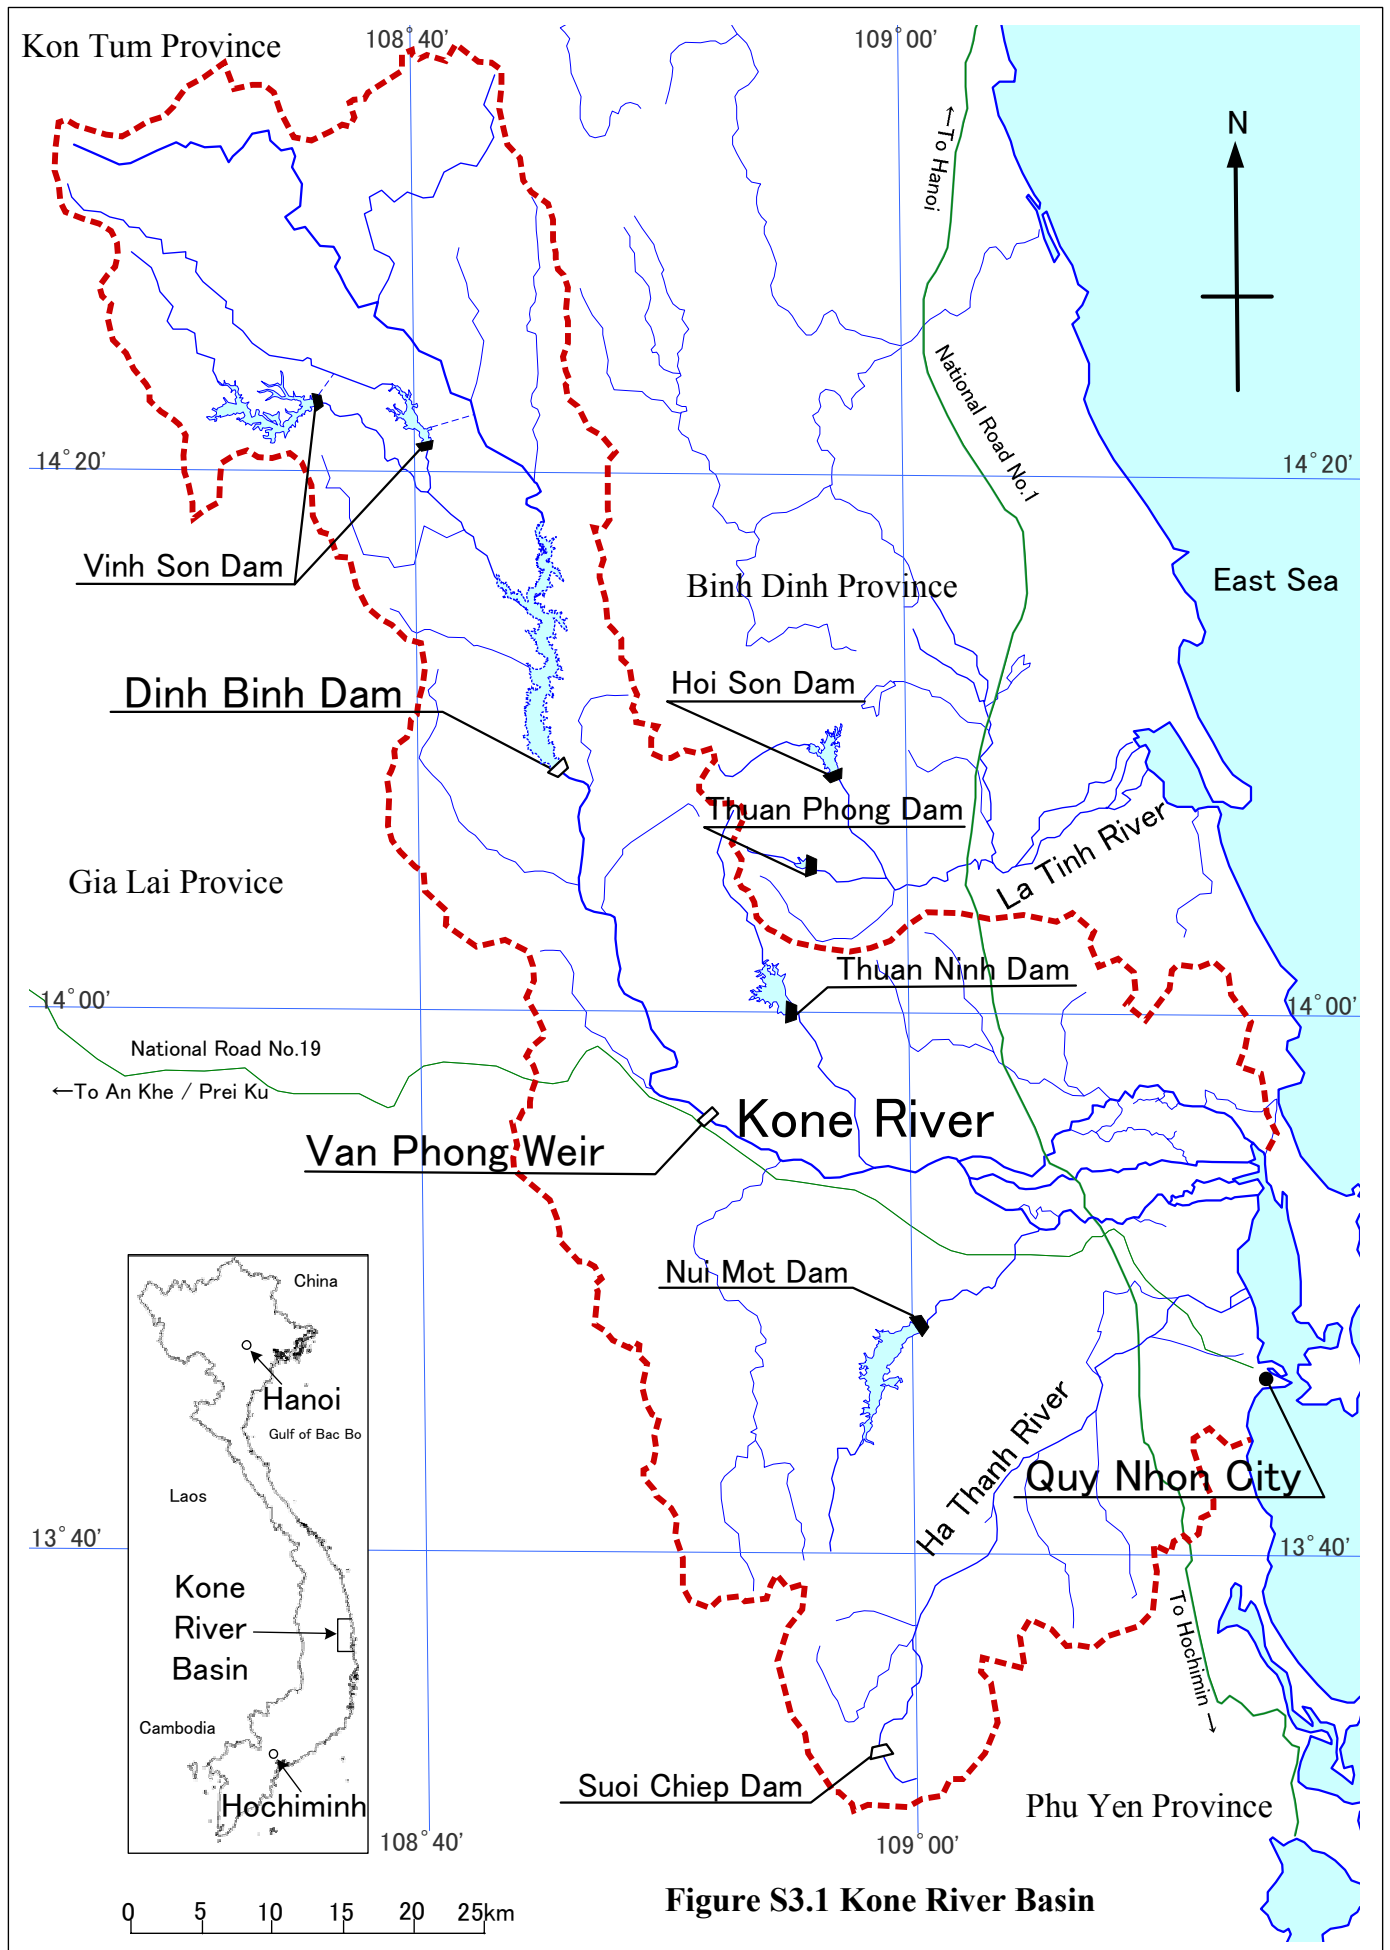 Kon Tum Province
108°40'
109°00'
←To Hanoi
N
National Road No.1
14°20'
14°20'
Vinh Son Dam
Binh Dinh Province
East Sea
Dinh Binh Dam
Hoi Son Dam
Thuan Phong Dam
La Tinh River
Gia Lai Provice
Thuan Ninh Dam
14°00'
14°00'
National Road No.19
←To An Khe / Prei Ku
Kone River
Van Phong Weir
Nui Mot Dam
China
Hanoi
Gulf of Bac Bo
Laos
Kone
River
Basin
Cambodia
Hochiminh
Ha Thanh River
Quy Nhon City
13°40'
13°40'
To Hochimin →
Suoi Chiep Dam
Phu Yen Province
108°40'
109°00'
Figure S3.1 Kone River Basin
0 5 10 15 20 25km